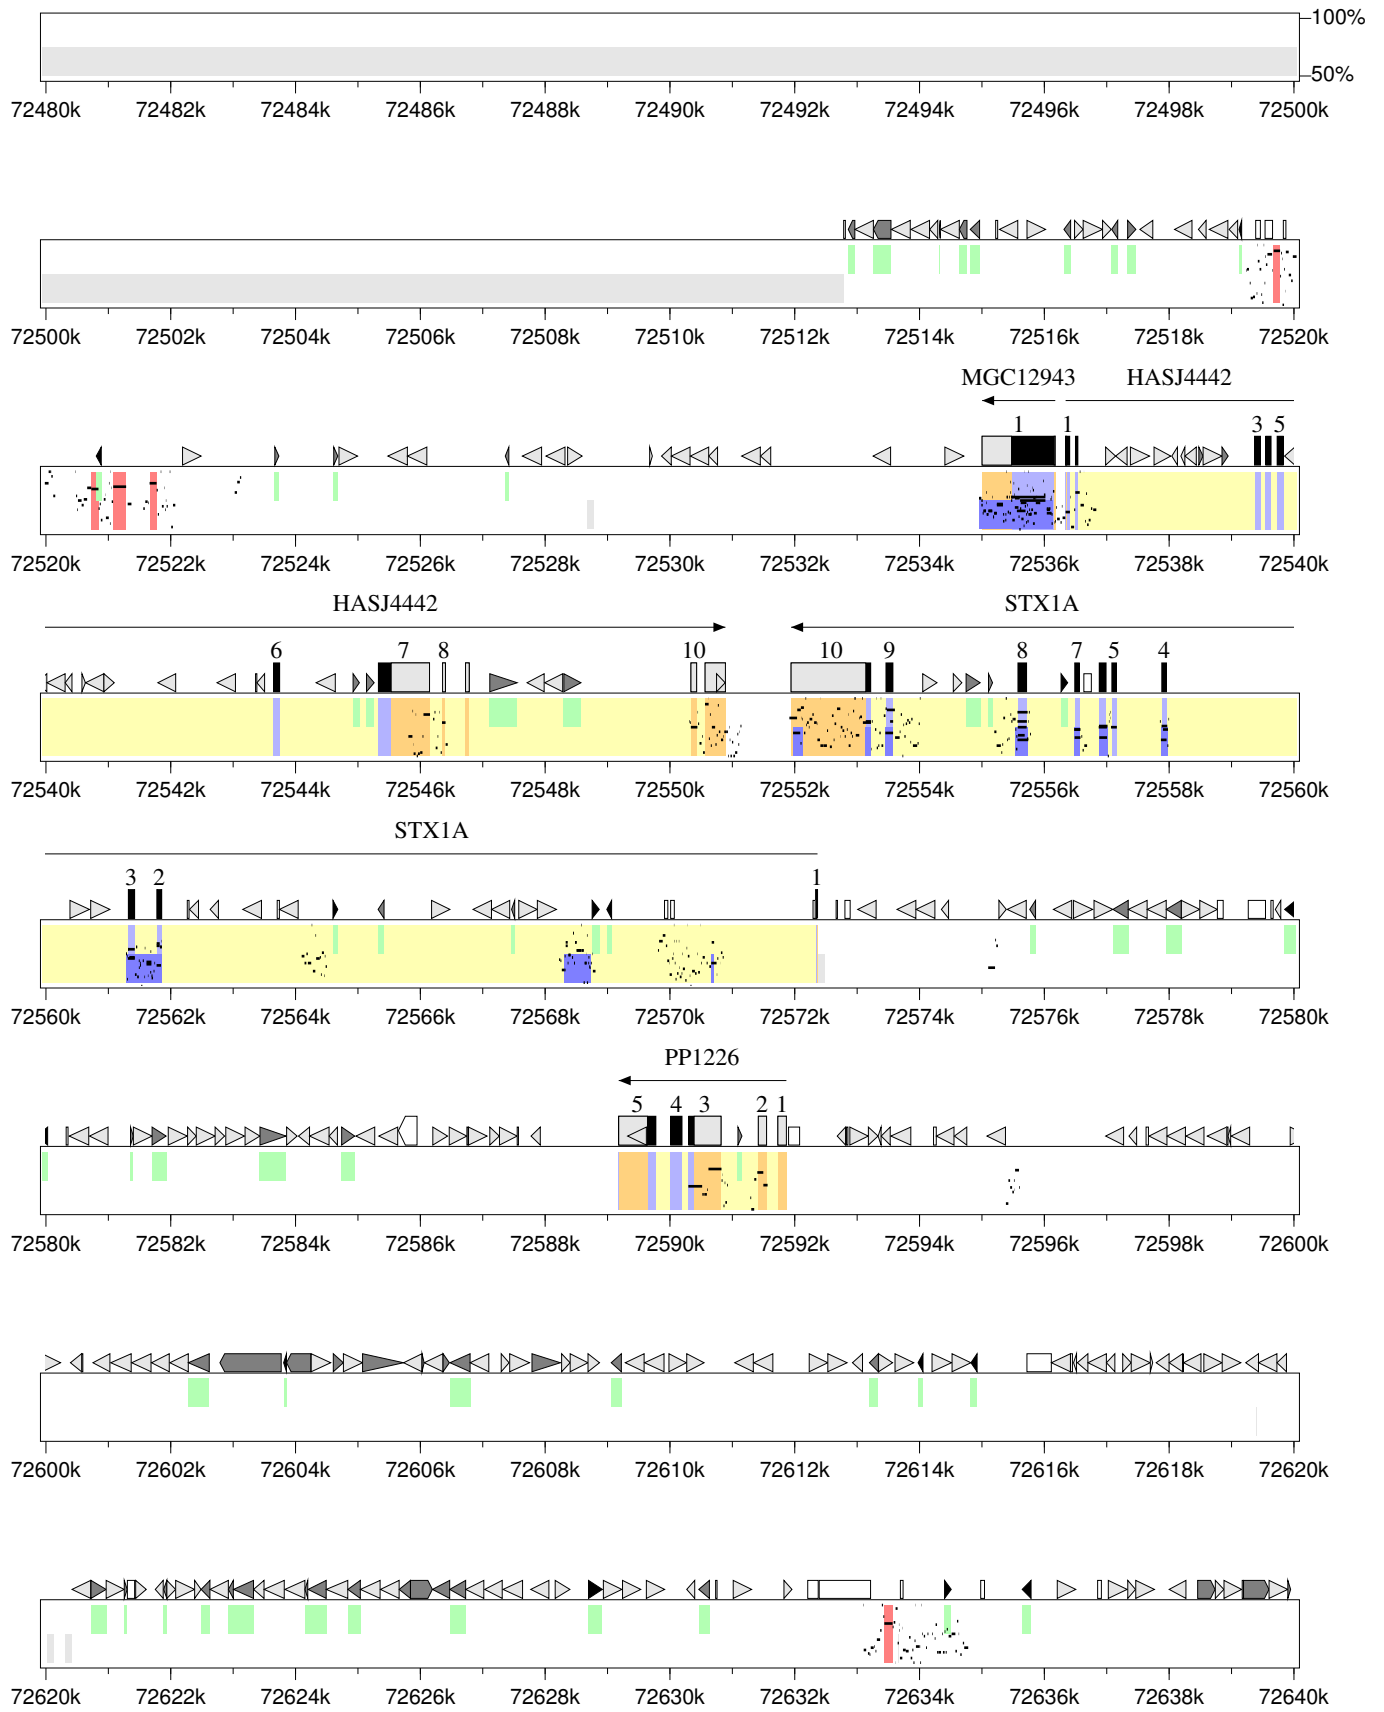 100%
50%
72480k 72482k 72484k 72486k 72488k 72490k 72492k 72494k 72496k 72498k 72500k
72500k 72502k 72504k 72506k 72508k 72510k 72512k 72514k 72516k 72518k 72520k
MGC12943 HASJ4442
1 1 3 5
72520k 72522k 72524k 72526k 72528k 72530k 72532k 72534k 72536k 72538k 72540k
HASJ4442 STX1A
6 7 8 10 10 9 8 7 5 4
72540k 72542k 72544k 72546k 72548k 72550k 72552k 72554k 72556k 72558k 72560k
STX1A
3 2 1
72560k 72562k 72564k 72566k 72568k 72570k 72572k 72574k 72576k 72578k 72580k
PP1226
5 4 3 2 1
72580k 72582k 72584k 72586k 72588k 72590k 72592k 72594k 72596k 72598k 72600k
72600k 72602k 72604k 72606k 72608k 72610k 72612k 72614k 72616k 72618k 72620k
72620k 72622k 72624k 72626k 72628k 72630k 72632k 72634k 72636k 72638k 72640k